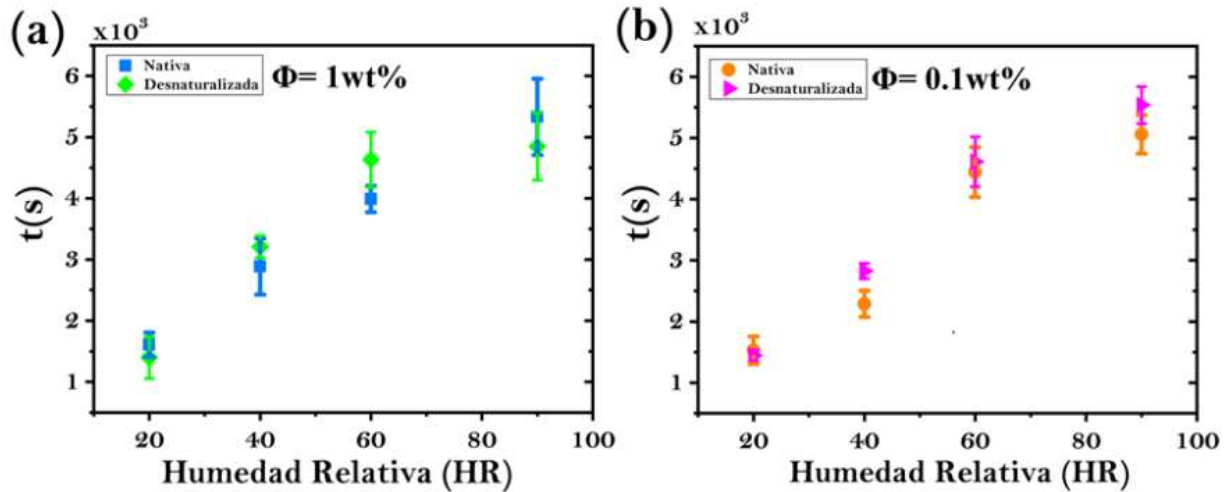 (a)
x10³
Nativa
Desnaturalizada
Φ= 1wt%
6
5
4
3
2
1
t(s)
20 40 60 80 100
Humedad Relativa (HR)
(b)
x10³
Nativa
Desnaturalizada
Φ= 0.1wt%
6
5
4
3
2
1
t(s)
20 40 60 80 100
Humedad Relativa (HR)